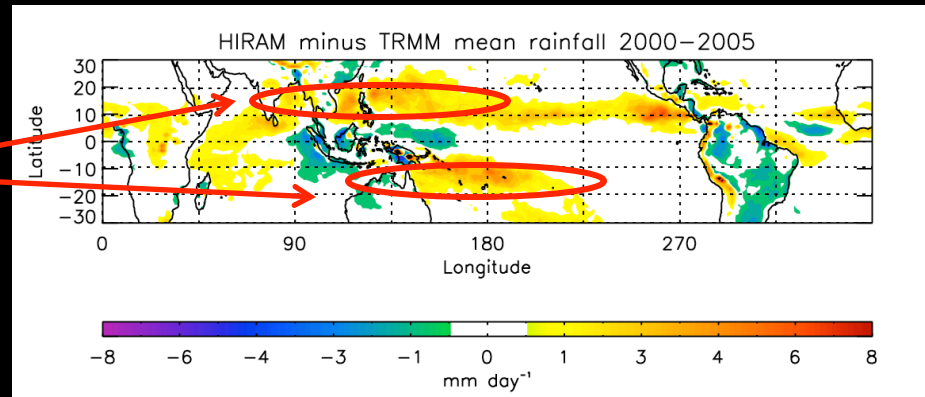 HIRAM minus TRMM mean rainfall 2000−2005
Latitude
30
20
10
0
−10
−20
−30
0 90 180 270
Longitude
−8 −6 −4 −3 −1 0 1 3 4 6 8
mm day⁻¹